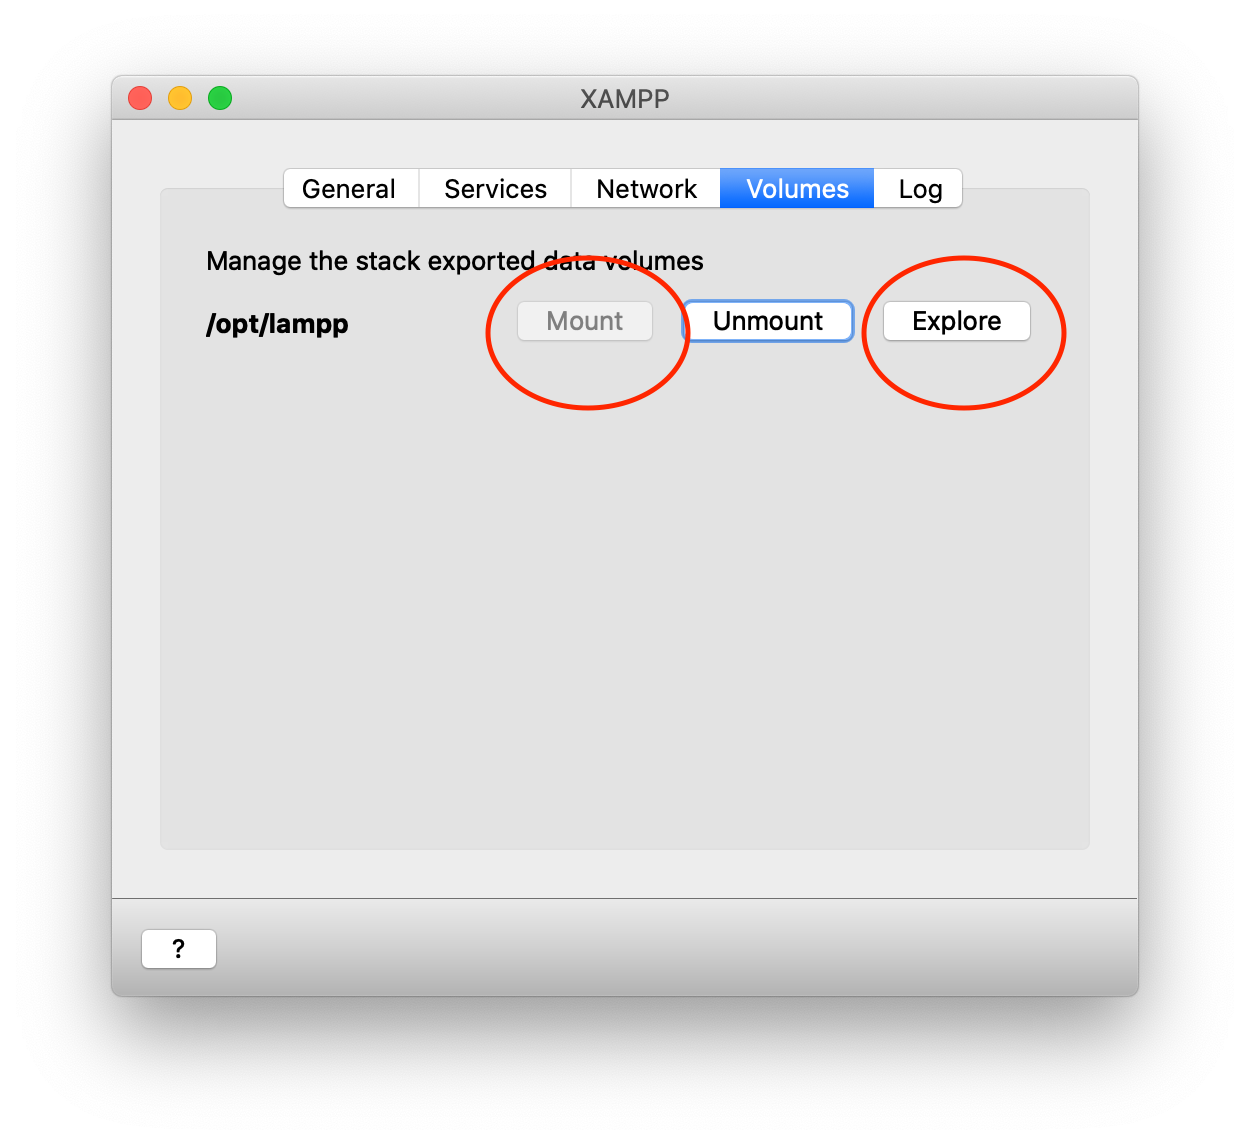 XAMPP
General Services Network Volumes Log
Manage the stack exported data volumes
/opt/lampp Mount Unmount Explore
?